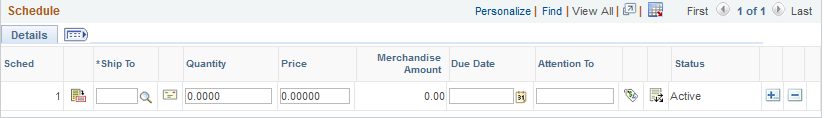 Schedule Personalize | Find | View All | | First 1 of 1 Last
Details
Sched *Ship To Quantity Price Merchandise Amount Due Date Attention To Status
1 0.0000 0.00000 0.00 31 Active